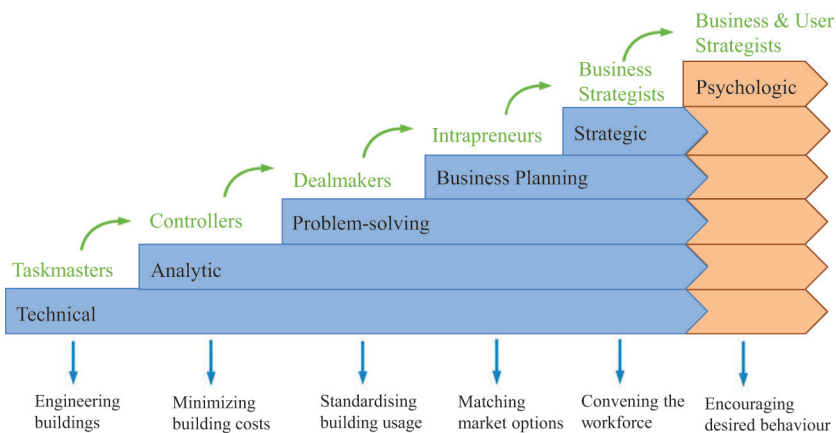 Business & User
Strategists
Business
Strategists
Psychologic
Intrapreneurs
Strategic
Dealmakers
Business Planning
Controllers
Problem-solving
Taskmasters
Analytic
Technical
Engineering
buildings
Minimizing
building costs
Standardising
building usage
Matching
market options
Convening the
workforce
Encouraging
desired behaviour